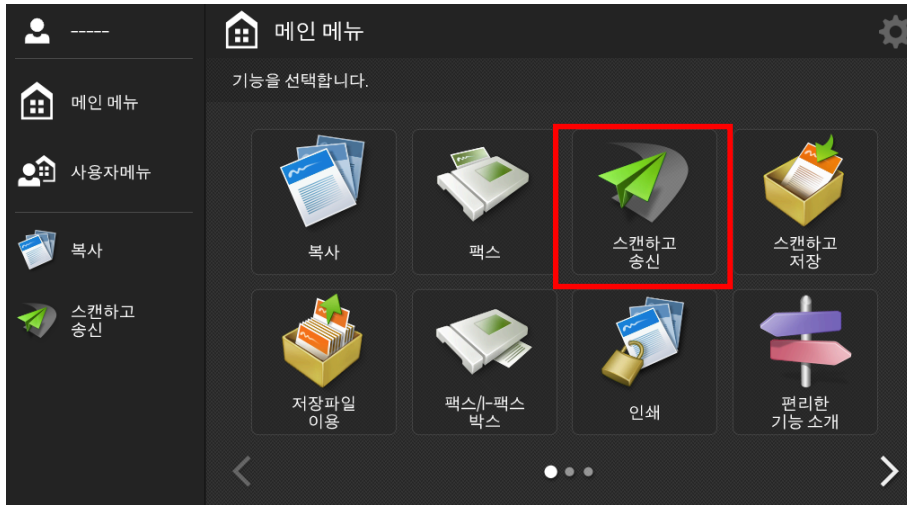 -----
메인 메뉴
사용자메뉴
복사
스캔하고
송신
메인 메뉴
기능을 선택합니다.
복사
팩스
스캔하고
송신
스캔하고
저장
저장파일
이용
팩스/I-팩스
박스
인쇄
편리한
기능 소개